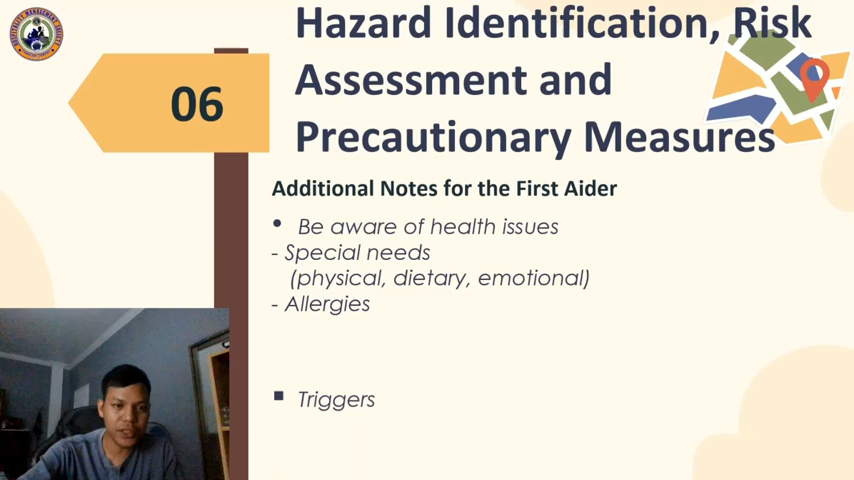 Hazard Identification, Risk
Assessment and
Precautionary Measures
06
Additional Notes for the First Aider
• Be aware of health issues
- Special needs
(physical, dietary, emotional)
- Allergies
▪ Triggers